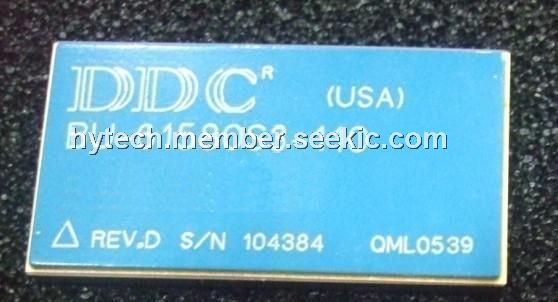 DDC® (USA)
hytech.member.seekic.com
△ REV.D S/N 104384 QML0539